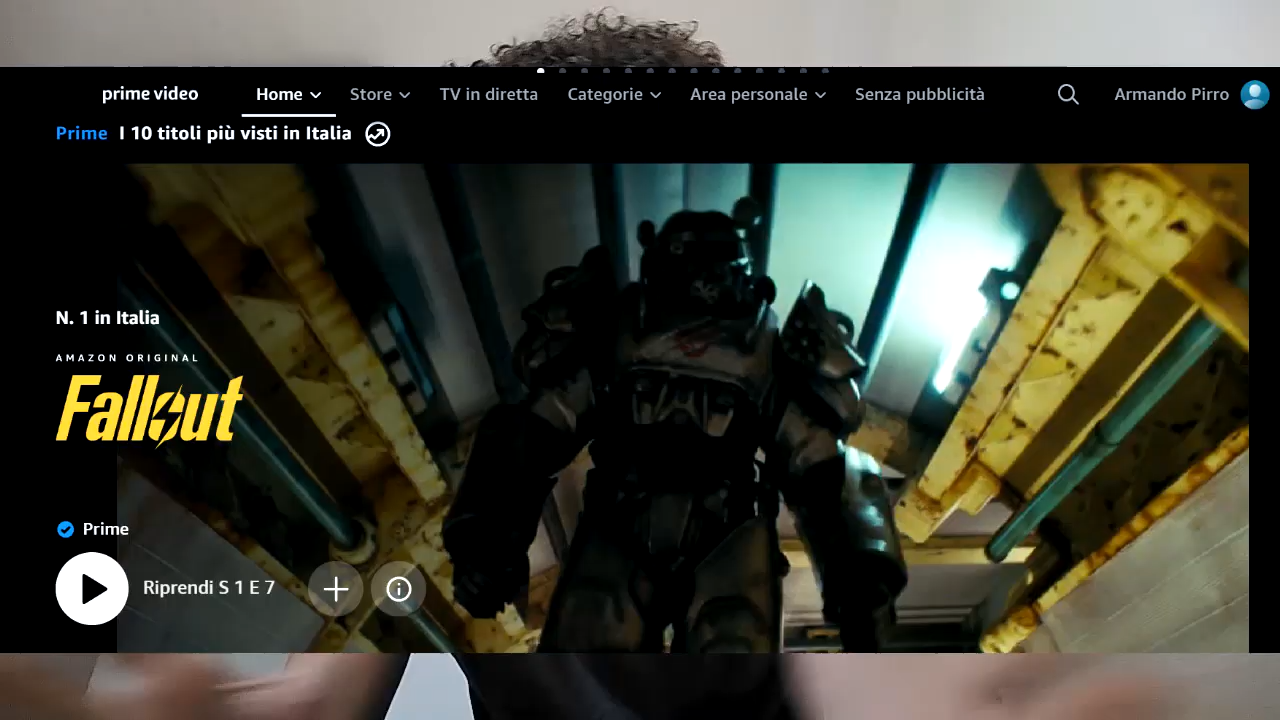 prime video
Home
Store
TV in diretta
Categorie
Area personale
Senza pubblicità
Armando Pirro
Prime I 10 titoli più visti in Italia
N. 1 in Italia
AMAZON ORIGINAL
Fallout
Prime
Riprendi S 1 E 7